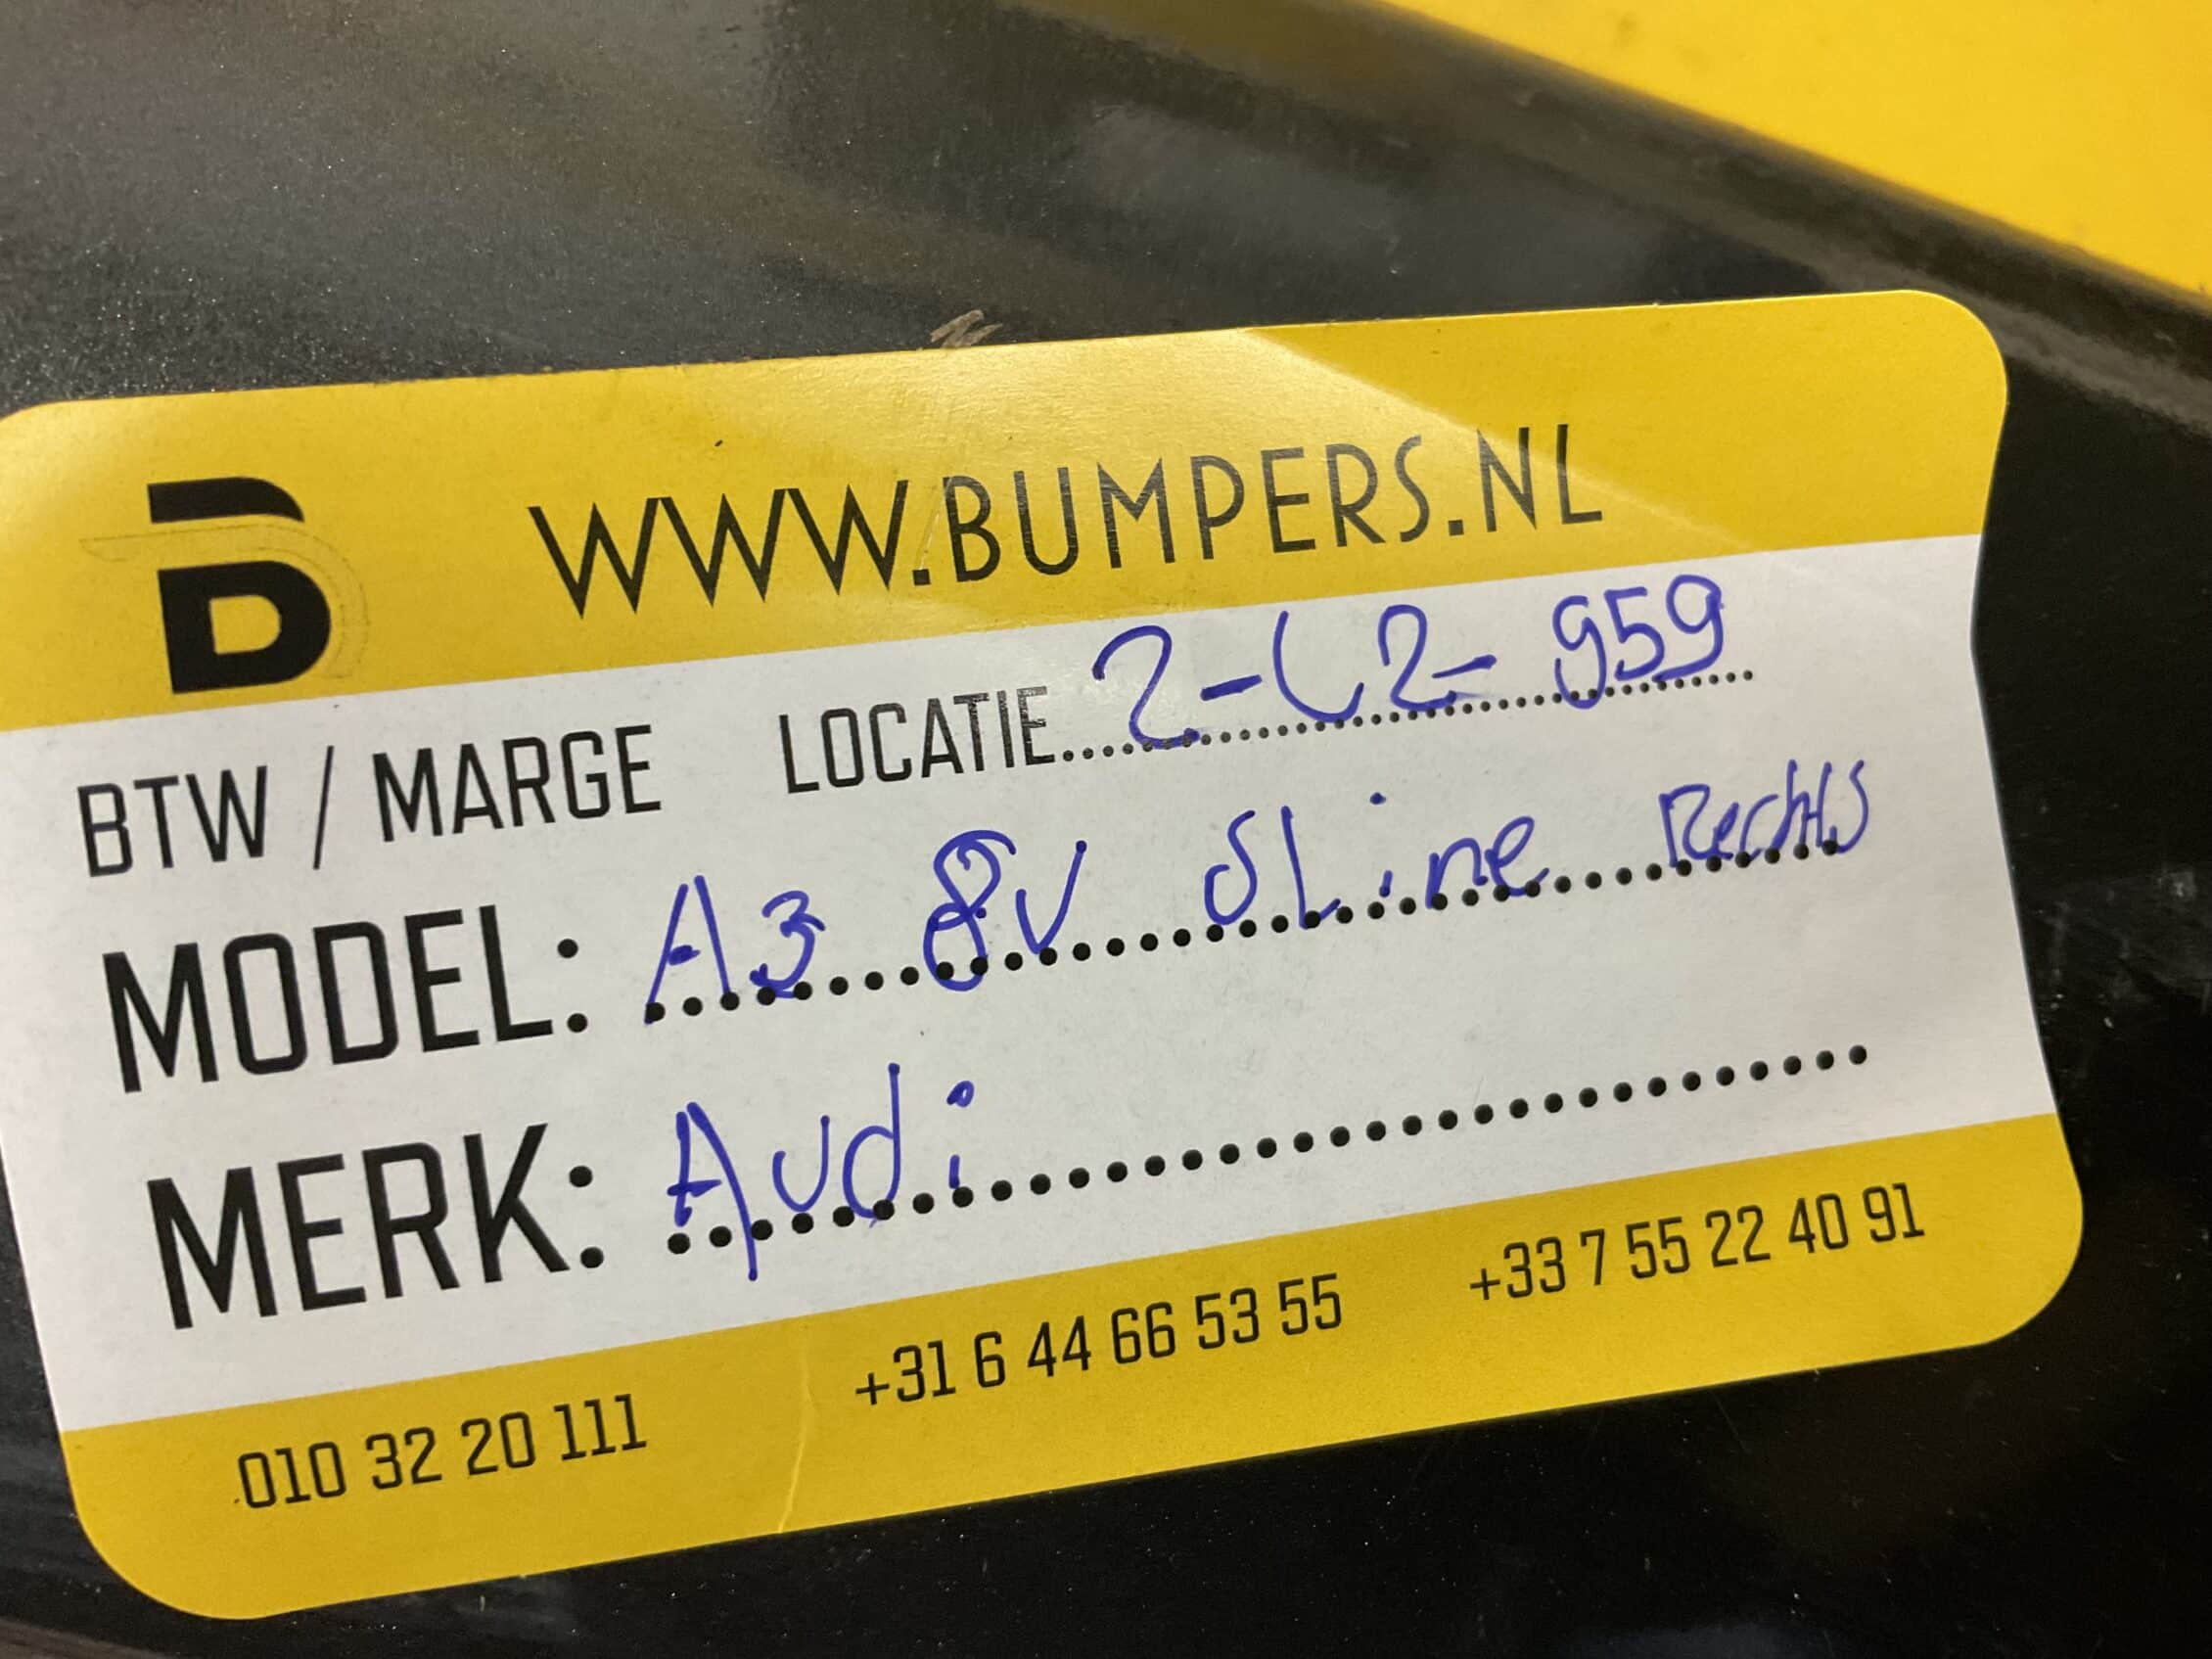 B WWW.BUMPERS.NL
BTW / MARGE LOCATIE 2-L2-959
MODEL: A3 8V SLine Rechts
MERK: Audi
010 32 20 111 +31 6 44 66 53 55 +33 7 55 22 40 91